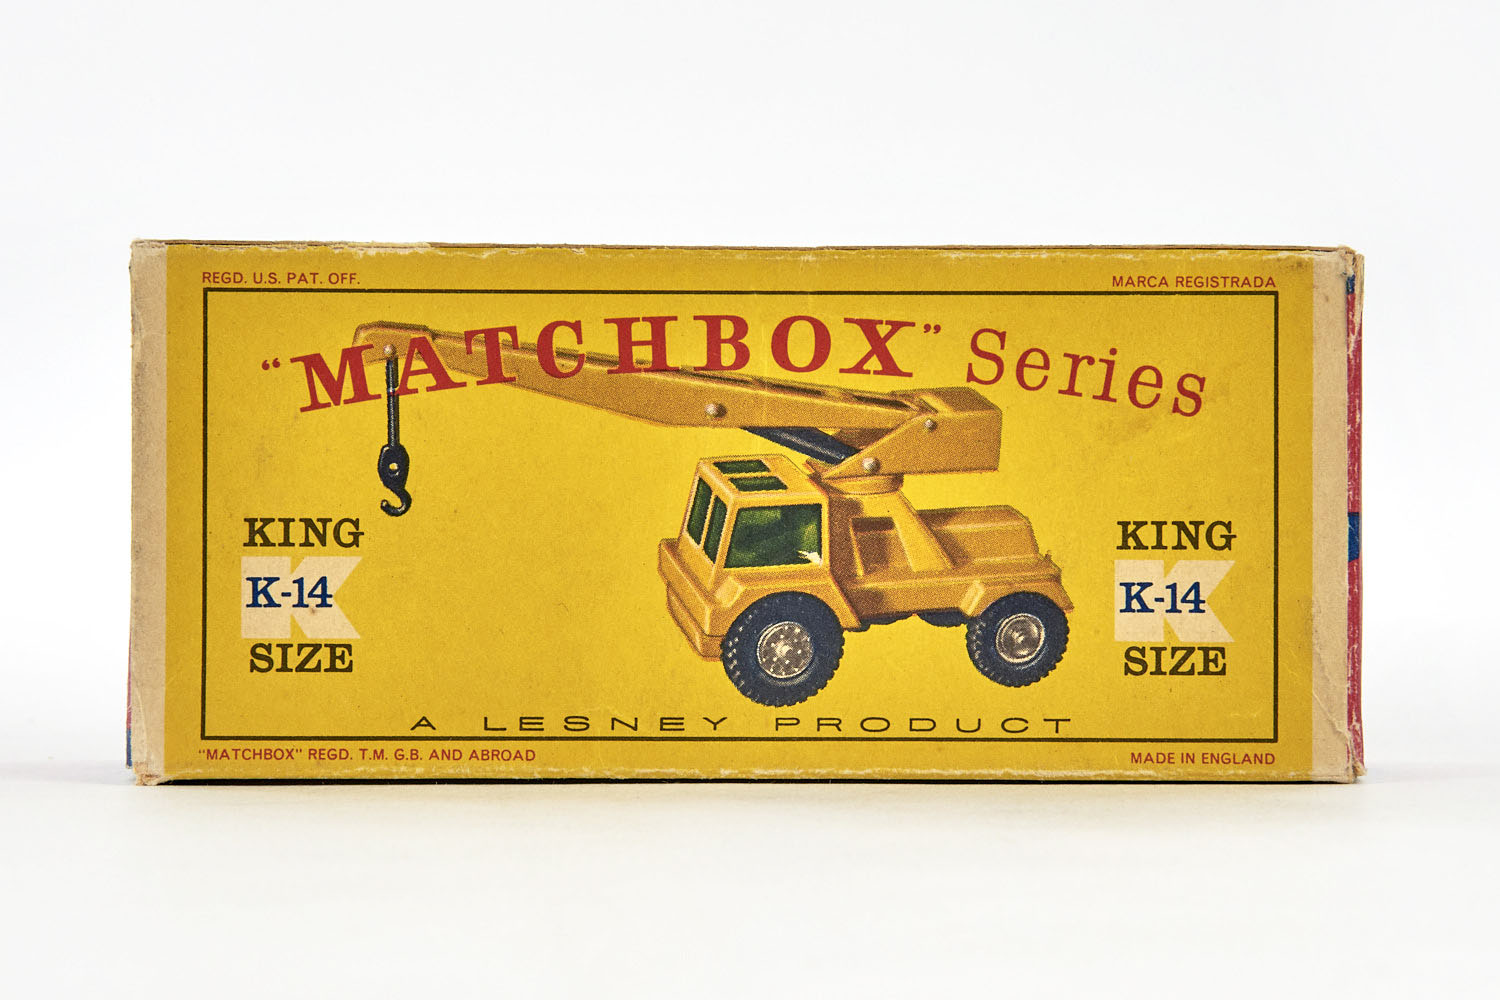 REGD. U.S. PAT. OFF.
MARCA REGISTRADA
“MATCHBOX” Series
KING
K-14
SIZE
KING
K-14
SIZE
A LESNEY PRODUCT
“MATCHBOX” REGD. T.M. G.B. AND ABROAD
MADE IN ENGLAND